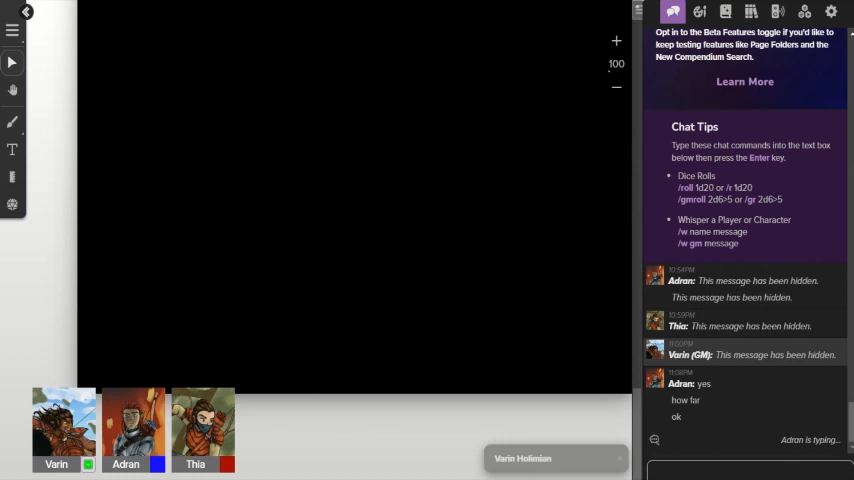 Opt in to the Beta Features toggle if you'd like to
keep testing features like Page Folders and the
New Compendium Search.
Learn More
Chat Tips
Type these chat commands into the text box
below then press the Enter key.
Dice Rolls
/roll 1d20 or /r 1d20
/gmroll 2d6>5 or /gr 2d6>5
Whisper a Player or Character
/w name message
/w gm message
10:54PM
Adran: This message has been hidden.
This message has been hidden.
10:59PM
Thia: This message has been hidden.
11:00PM
Varin (GM): This message has been hidden.
11:08PM
Adran: yes
how far
ok
Adran is typing...
100
T
Varin
Adran
Thia
Varin Holimian